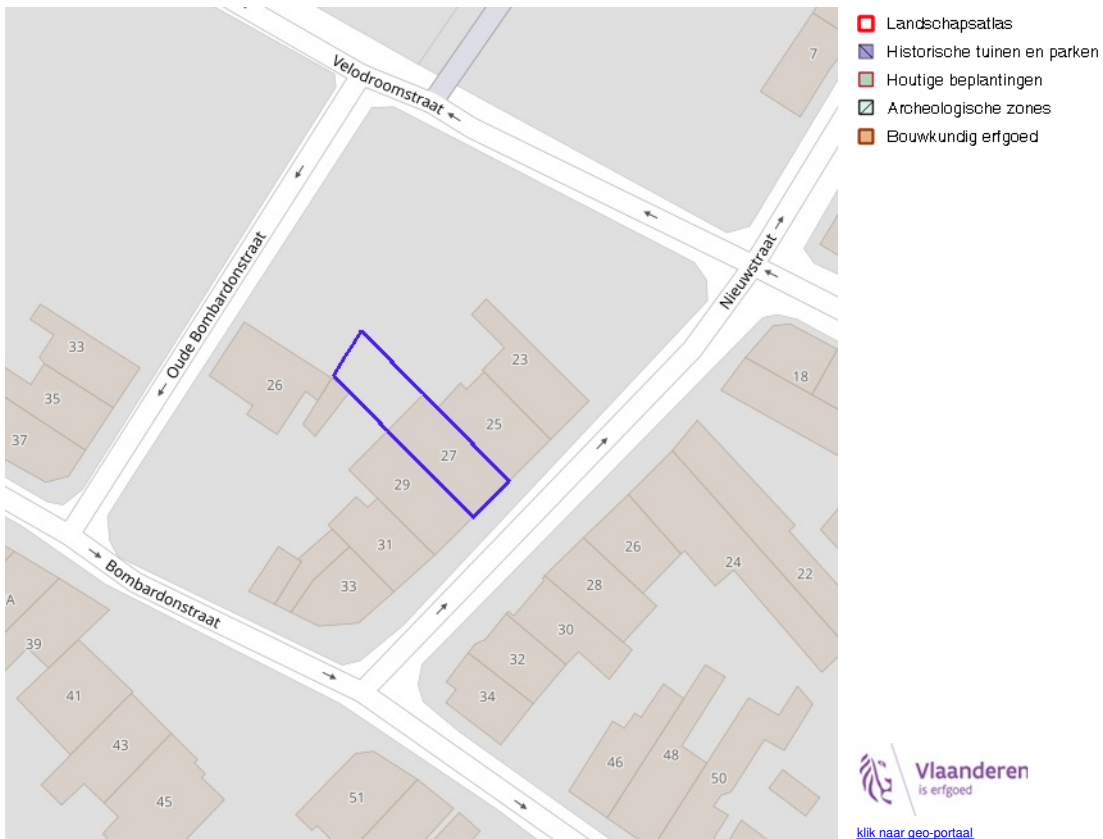 Velodroomstraat
7
Oude Bombardonstraat
Nieuwstraat
33
35
37
26
23
25
27
29
31
33
18
Bombardonstraat
A
39
41
43
45
26
28
30
32
34
24
22
46
48
50
51
Landschapsatlas
Historische tuinen en parken
Houtige beplantingen
Archeologische zones
Bouwkundig erfgoed
Vlaanderen
is erfgoed
klik naar geo-portaal